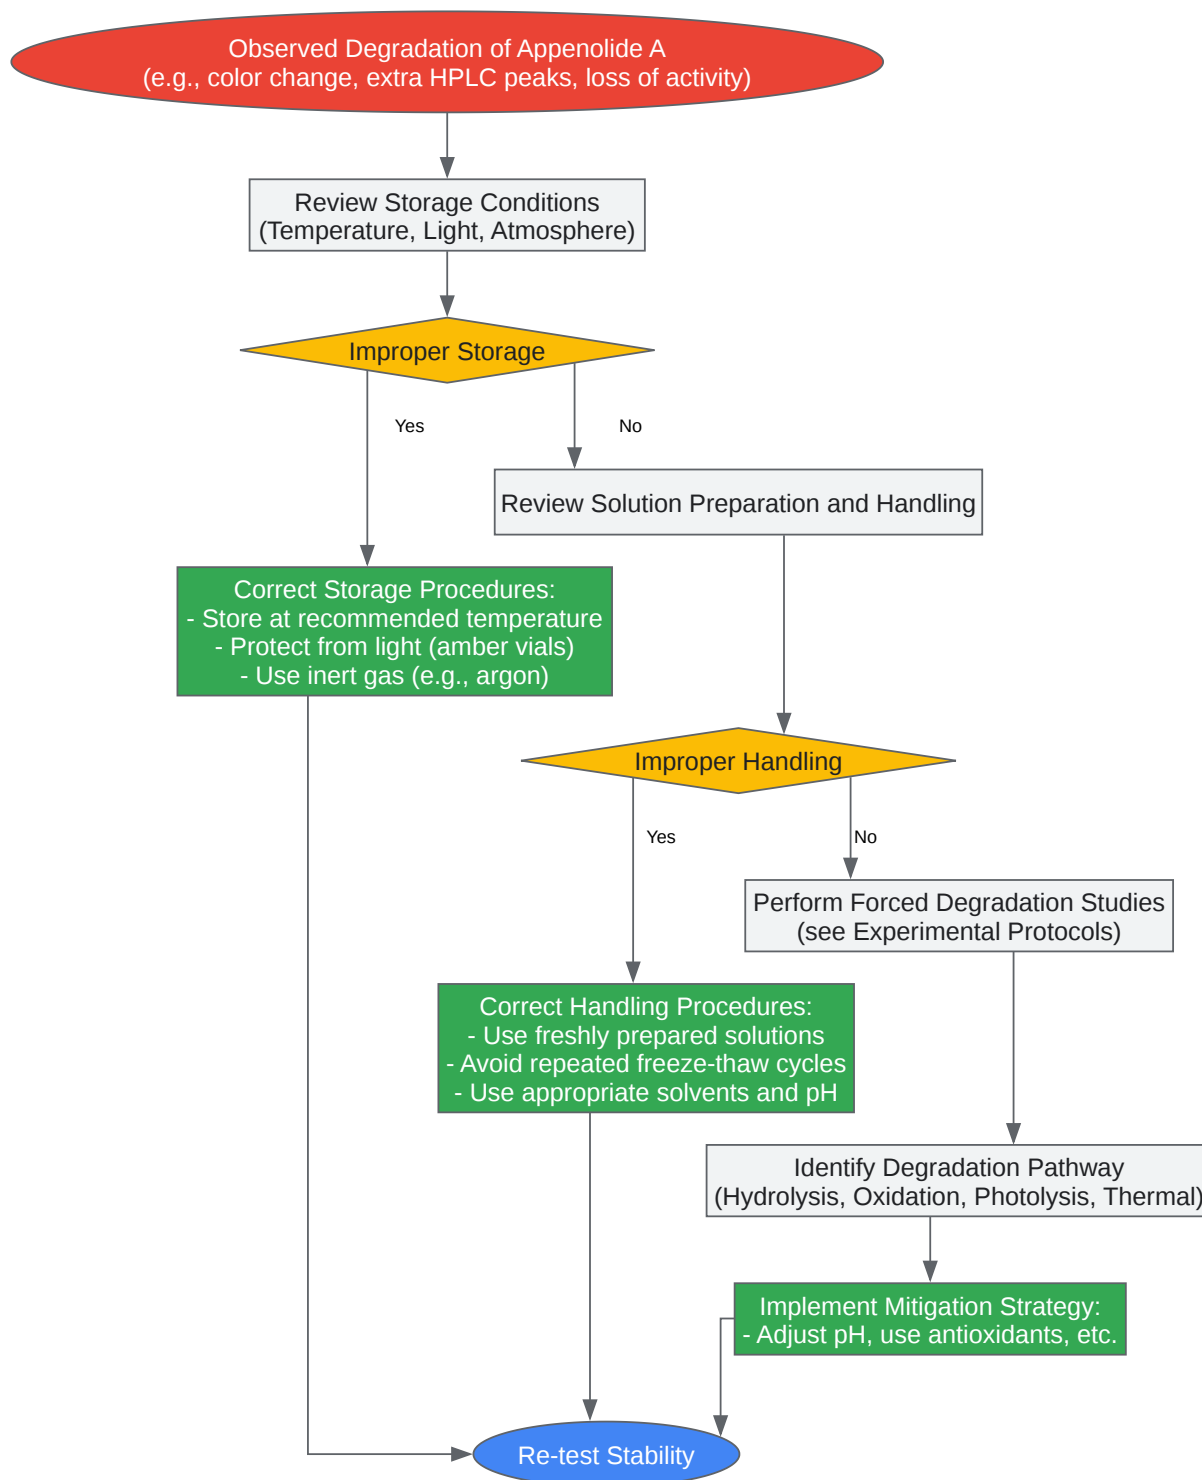 Observed Degradation of Appenolide A
(e.g., color change, extra HPLC peaks, loss of activity)
Review Storage Conditions
(Temperature, Light, Atmosphere)
Improper Storage
Yes
No
Review Solution Preparation and Handling
Correct Storage Procedures:
- Store at recommended temperature
- Protect from light (amber vials)
- Use inert gas (e.g., argon)
Improper Handling
Yes
No
Perform Forced Degradation Studies
(see Experimental Protocols)
Correct Handling Procedures:
- Use freshly prepared solutions
- Avoid repeated freeze-thaw cycles
- Use appropriate solvents and pH
Identify Degradation Pathway
(Hydrolysis, Oxidation, Photolysis, Thermal)
Implement Mitigation Strategy:
- Adjust pH, use antioxidants, etc.
Re-test Stability